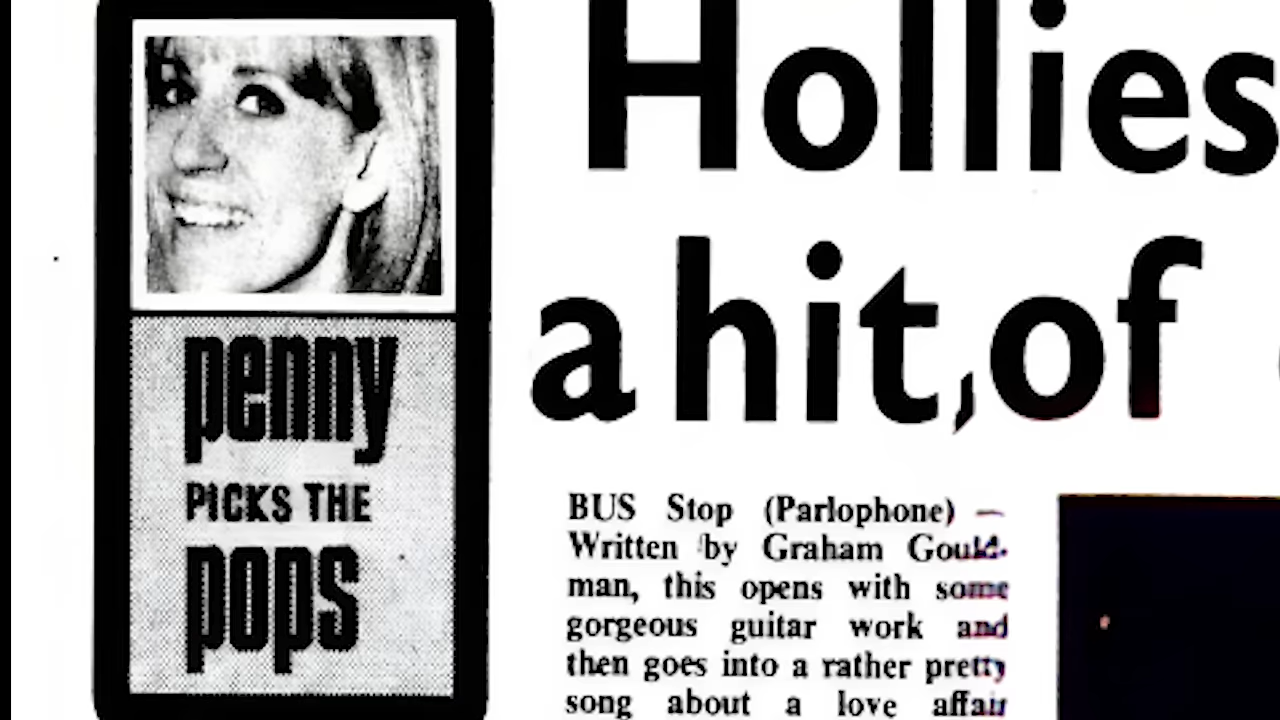 penny
PICKS THE
pops
Hollies
a hit, of
BUS Stop (Parlophone) —
Written by Graham Gould-
man, this opens with some
gorgeous guitar work and
then goes into a rather pretty
song about a love affair